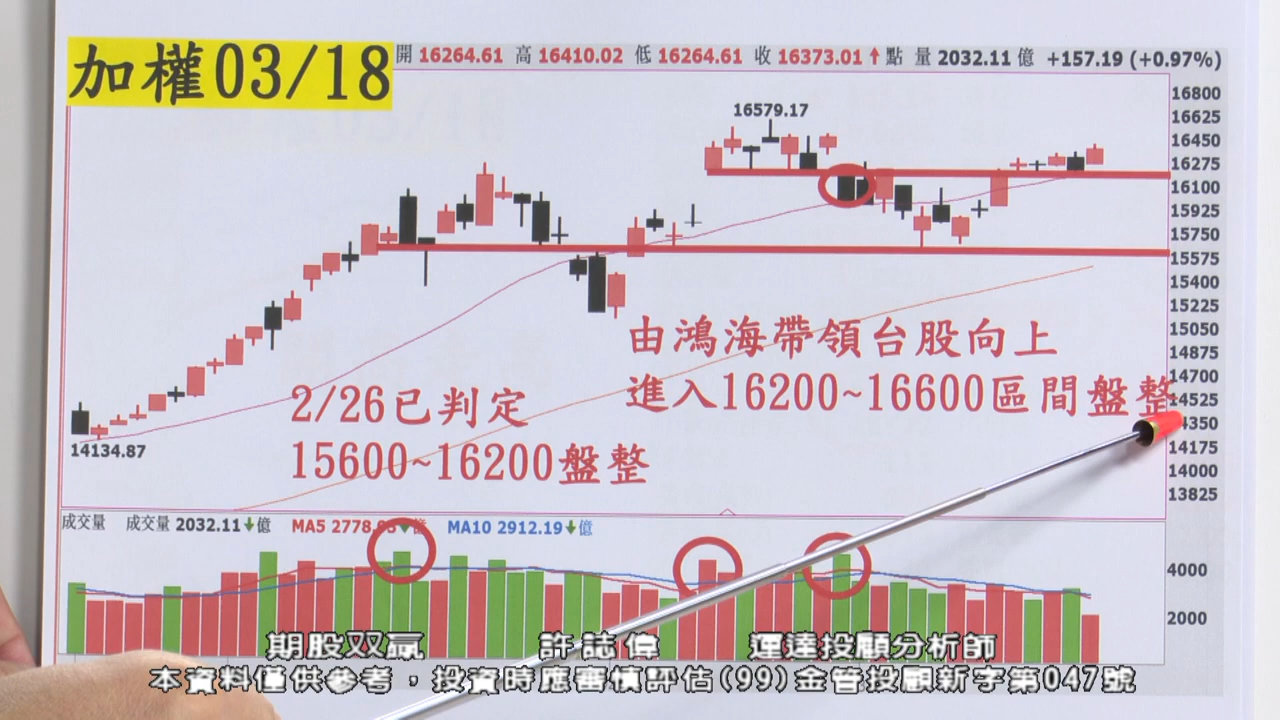 加權03/18
開 16264.61 高 16410.02 低 16264.61 收 16373.01↑點 量 2032.11 億 +157.19 (+0.97%)
16579.17
16800
16625
16450
16275
16100
15925
15750
15575
15400
15225
15050
14875
14700
14525
4350
14175
14000
13825
由鴻海帶領台股向上
進入16200~16600區間盤整
2/26已判定
15600~16200盤整
14134.87
成交量 成交量 2032.11↓億 MA5 2778. MA10 2912.19↓億
4000
2000
期股双贏 許誌偉 運達投顧分析師
本資料僅供參考，投資時應審慎評估(99)金管投顧新字第047號